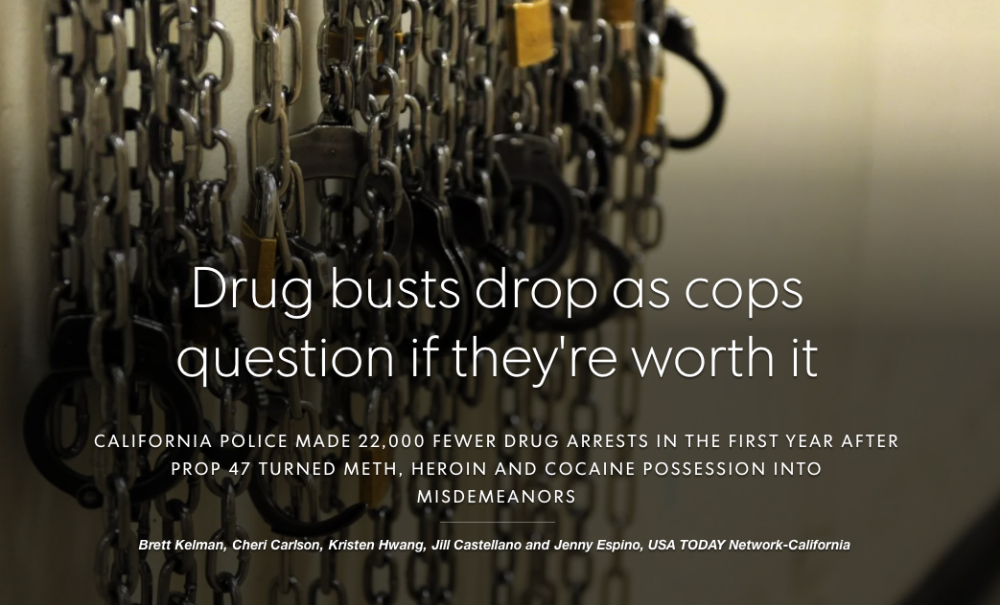 Drug busts drop as cops
question if they're worth it
CALIFORNIA POLICE MADE 22,000 FEWER DRUG ARRESTS IN THE FIRST YEAR AFTER
PROP 47 TURNED METH, HEROIN AND COCAINE POSSESSION INTO
MISDEMEANORS
Brett Kelman, Cheri Carlson, Kristen Hwang, Jill Castellano and Jenny Espino, USA TODAY Network-California